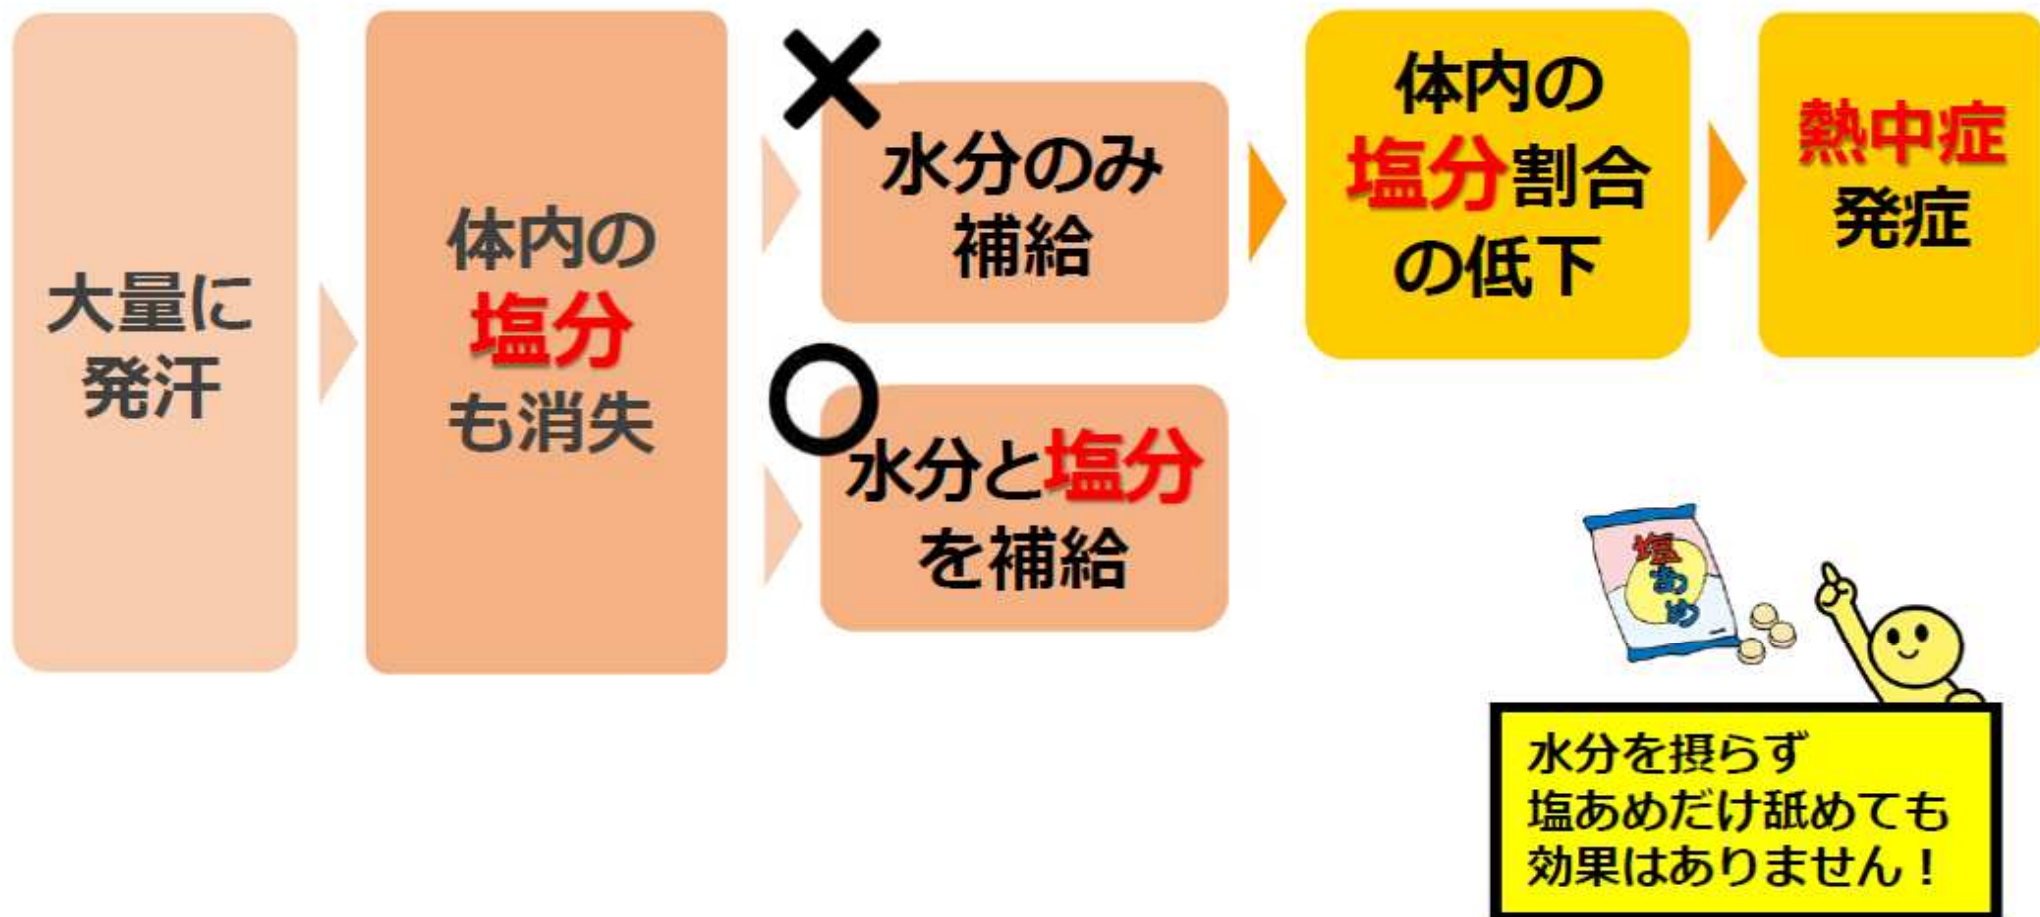 大量に
発汗
体内の
塩分
も消失
水分のみ
補給
体内の
塩分割合
の低下
熱中症
発症
水分と塩分
を補給
塩
あ
め
水分を摂らず
塩あめだけ舐めても
効果はありません！